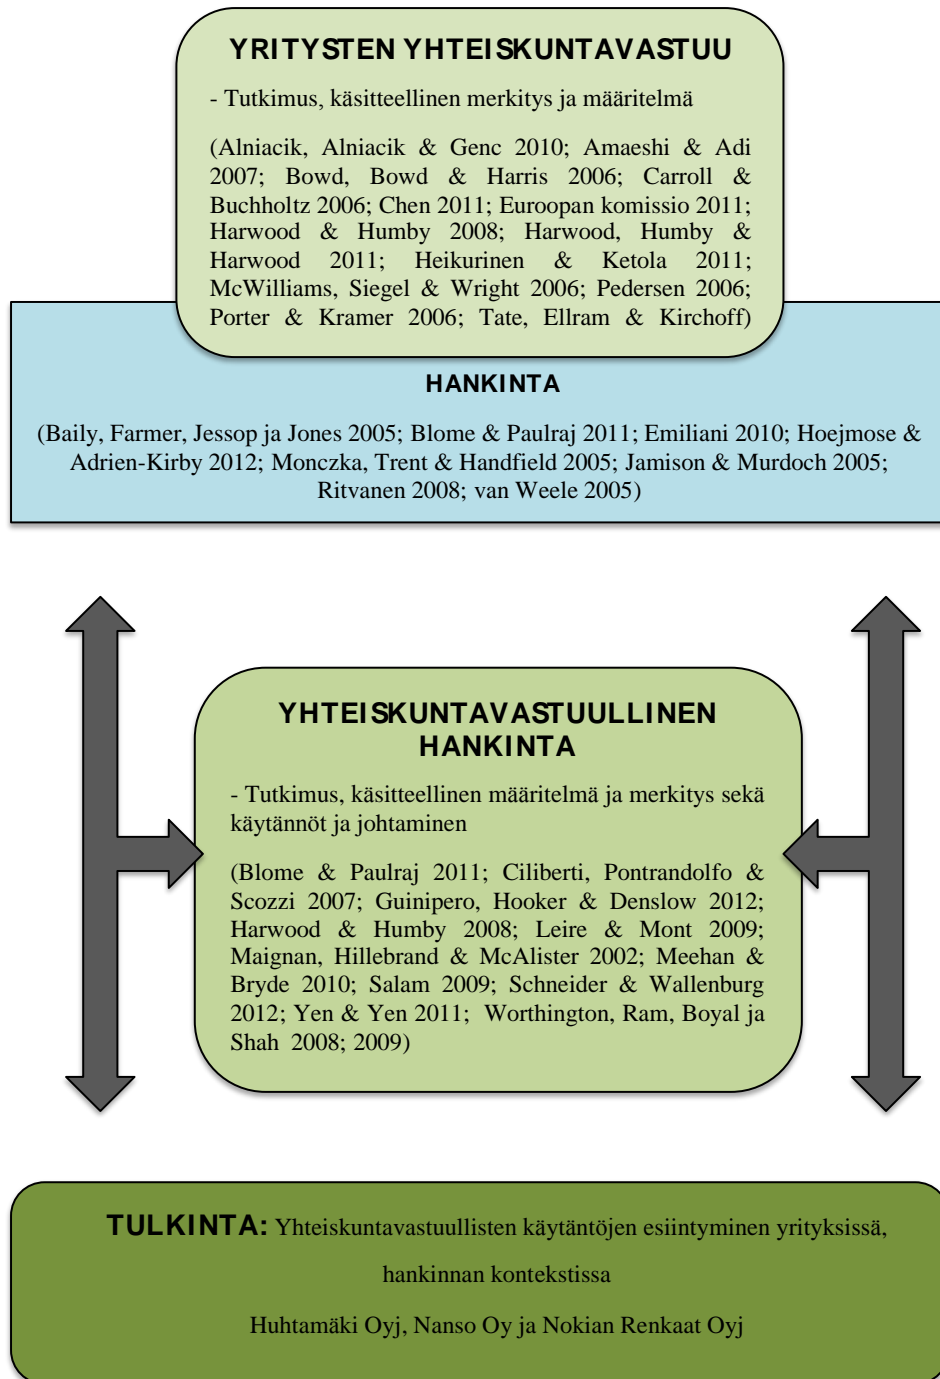 YRITYSTEN YHTEISKUNTAVASTUU
- Tutkimus, käsitteellinen merkitys ja määritelmä
(Alniacik, Alniacik & Genc 2010; Amaeshi & Adi
2007; Bowd, Bowd & Harris 2006; Carroll &
Buchholtz 2006; Chen 2011; Euroopan komissio 2011;
Harwood & Humby 2008; Harwood, Humby &
Harwood 2011; Heikurinen & Ketola 2011;
McWilliams, Siegel & Wright 2006; Pedersen 2006;
Porter & Kramer 2006; Tate, Ellram & Kirchoff)
HANKINTA
(Baily, Farmer, Jessop ja Jones 2005; Blome & Paulraj 2011; Emiliani 2010; Hoejmose &
Adrien-Kirby 2012; Monczka, Trent & Handfield 2005; Jamison & Murdoch 2005;
Ritvanen 2008; van Weele 2005)
YHTEISKUNTAVASTUULLINEN
HANKINTA
- Tutkimus, käsitteellinen määritelmä ja merkitys sekä
käytännöt ja johtaminen
(Blome & Paulraj 2011; Ciliberti, Pontrandolfo &
Scozzi 2007; Guinipero, Hooker & Denslow 2012;
Harwood & Humby 2008; Leire & Mont 2009;
Maignan, Hillebrand & McAlister 2002; Meehan &
Bryde 2010; Salam 2009; Schneider & Wallenburg
2012; Yen & Yen 2011; Worthington, Ram, Boyal ja
Shah 2008; 2009)
TULKINTA: Yhteiskuntavastuullisten käytäntöjen esiintyminen yrityksissä,
hankinnan kontekstissa
Huhtamäki Oyj, Nanso Oy ja Nokian Renkaat Oyj